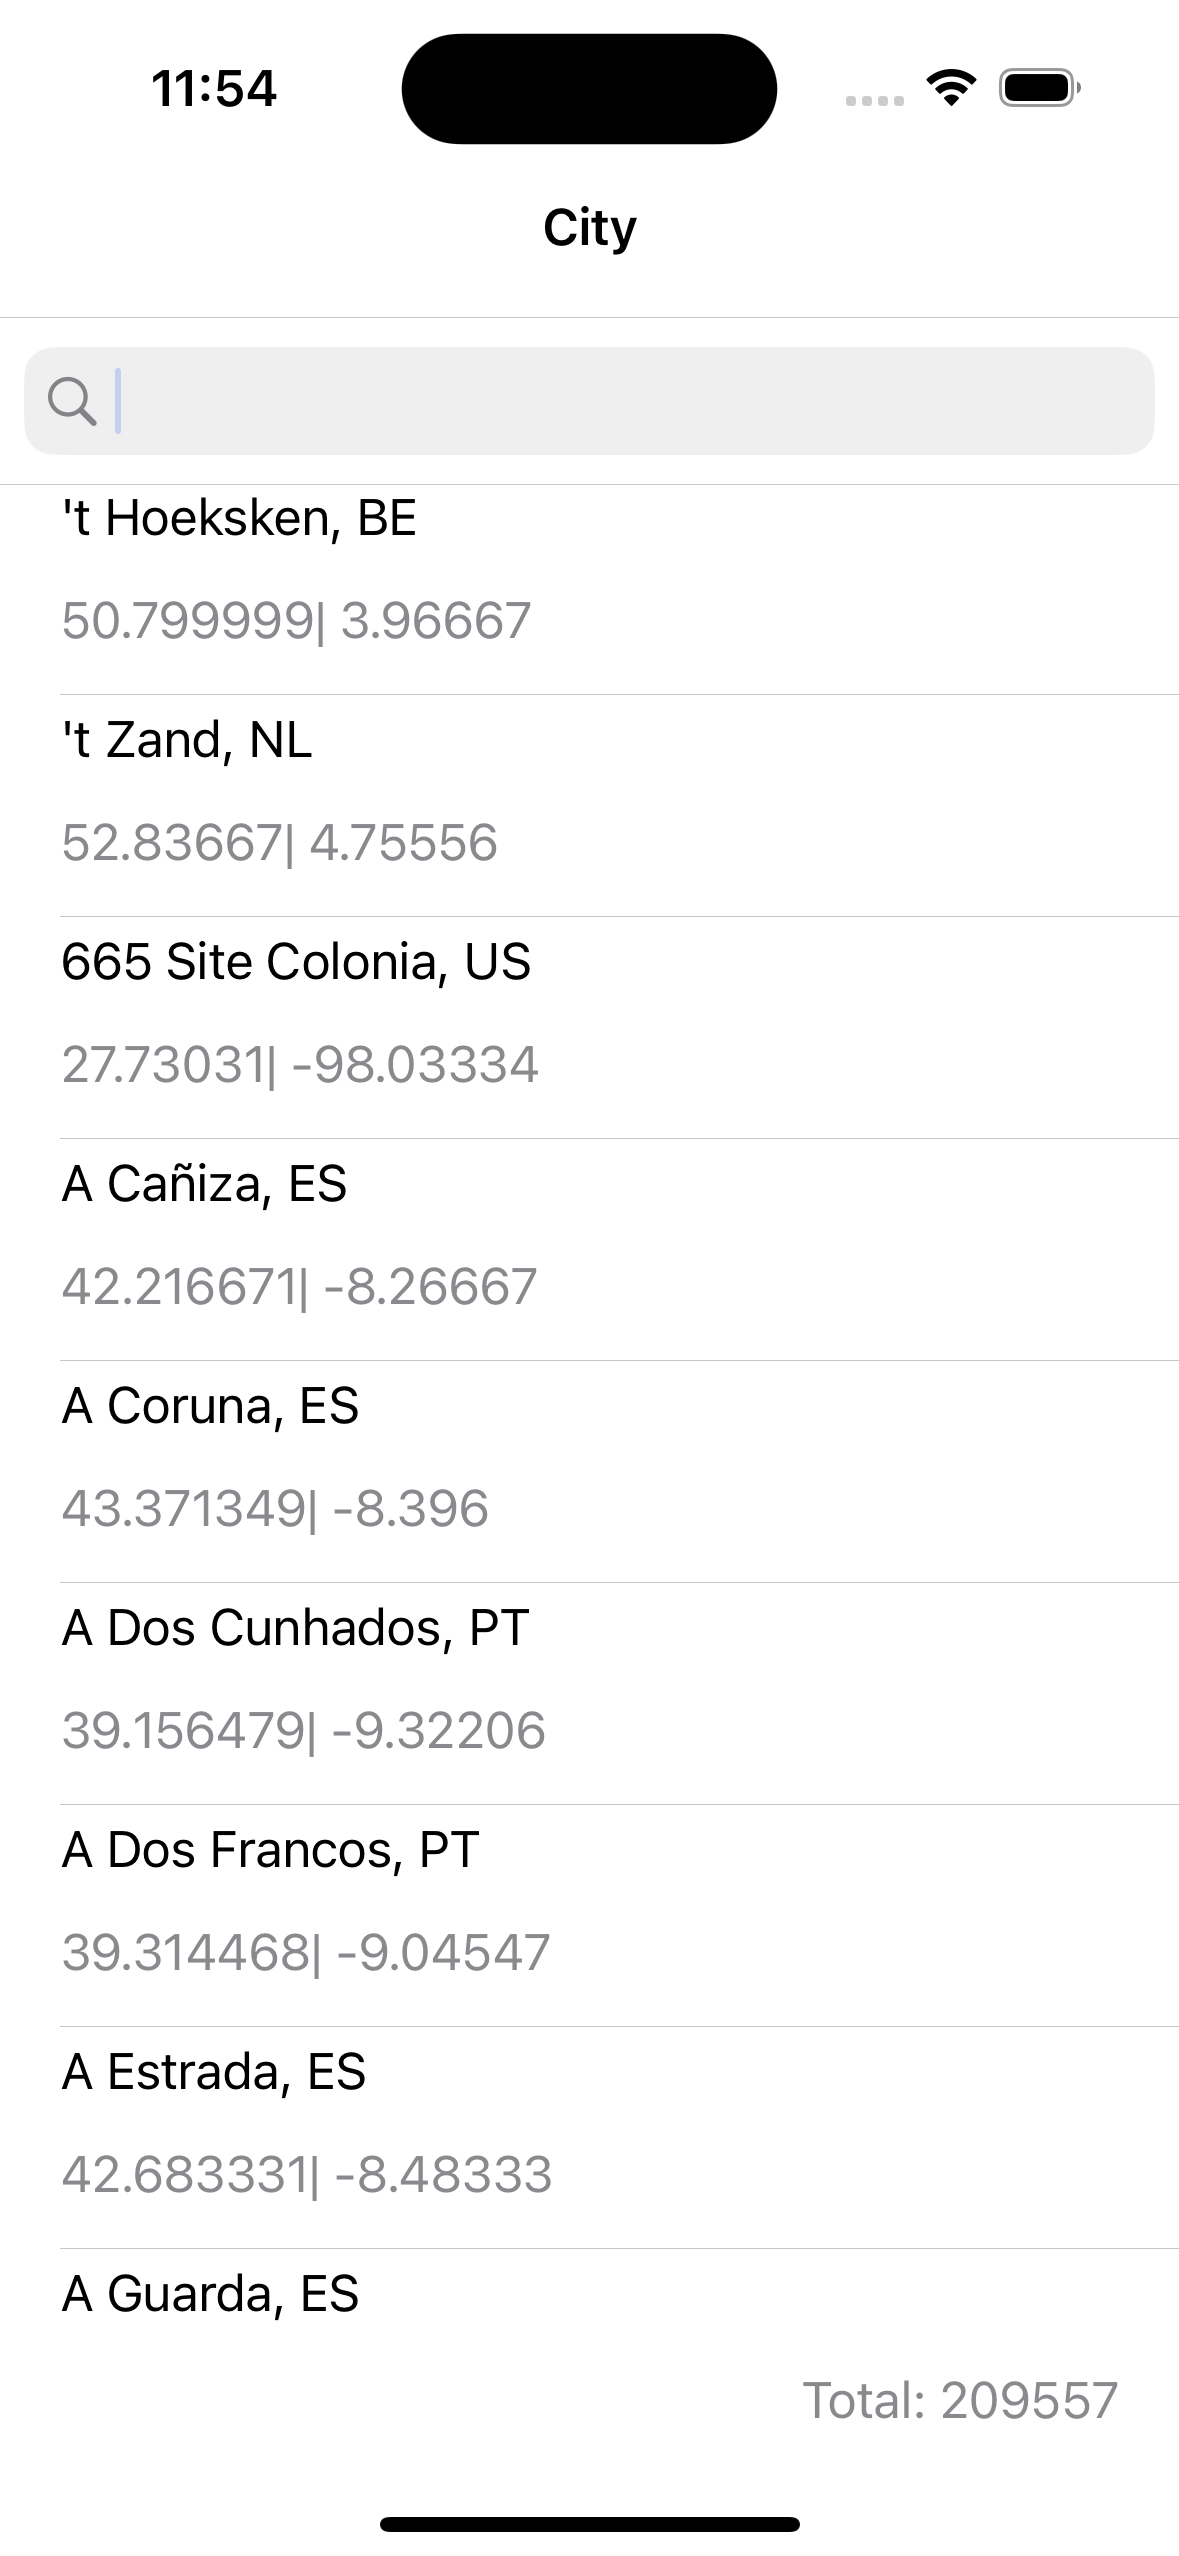 11:54
City
't Hoeksken, BE
50.799999| 3.96667
't Zand, NL
52.83667| 4.75556
665 Site Colonia, US
27.73031| -98.03334
A Cañiza, ES
42.216671| -8.26667
A Coruna, ES
43.371349| -8.396
A Dos Cunhados, PT
39.156479| -9.32206
A Dos Francos, PT
39.314468| -9.04547
A Estrada, ES
42.683331| -8.48333
A Guarda, ES
Total: 209557